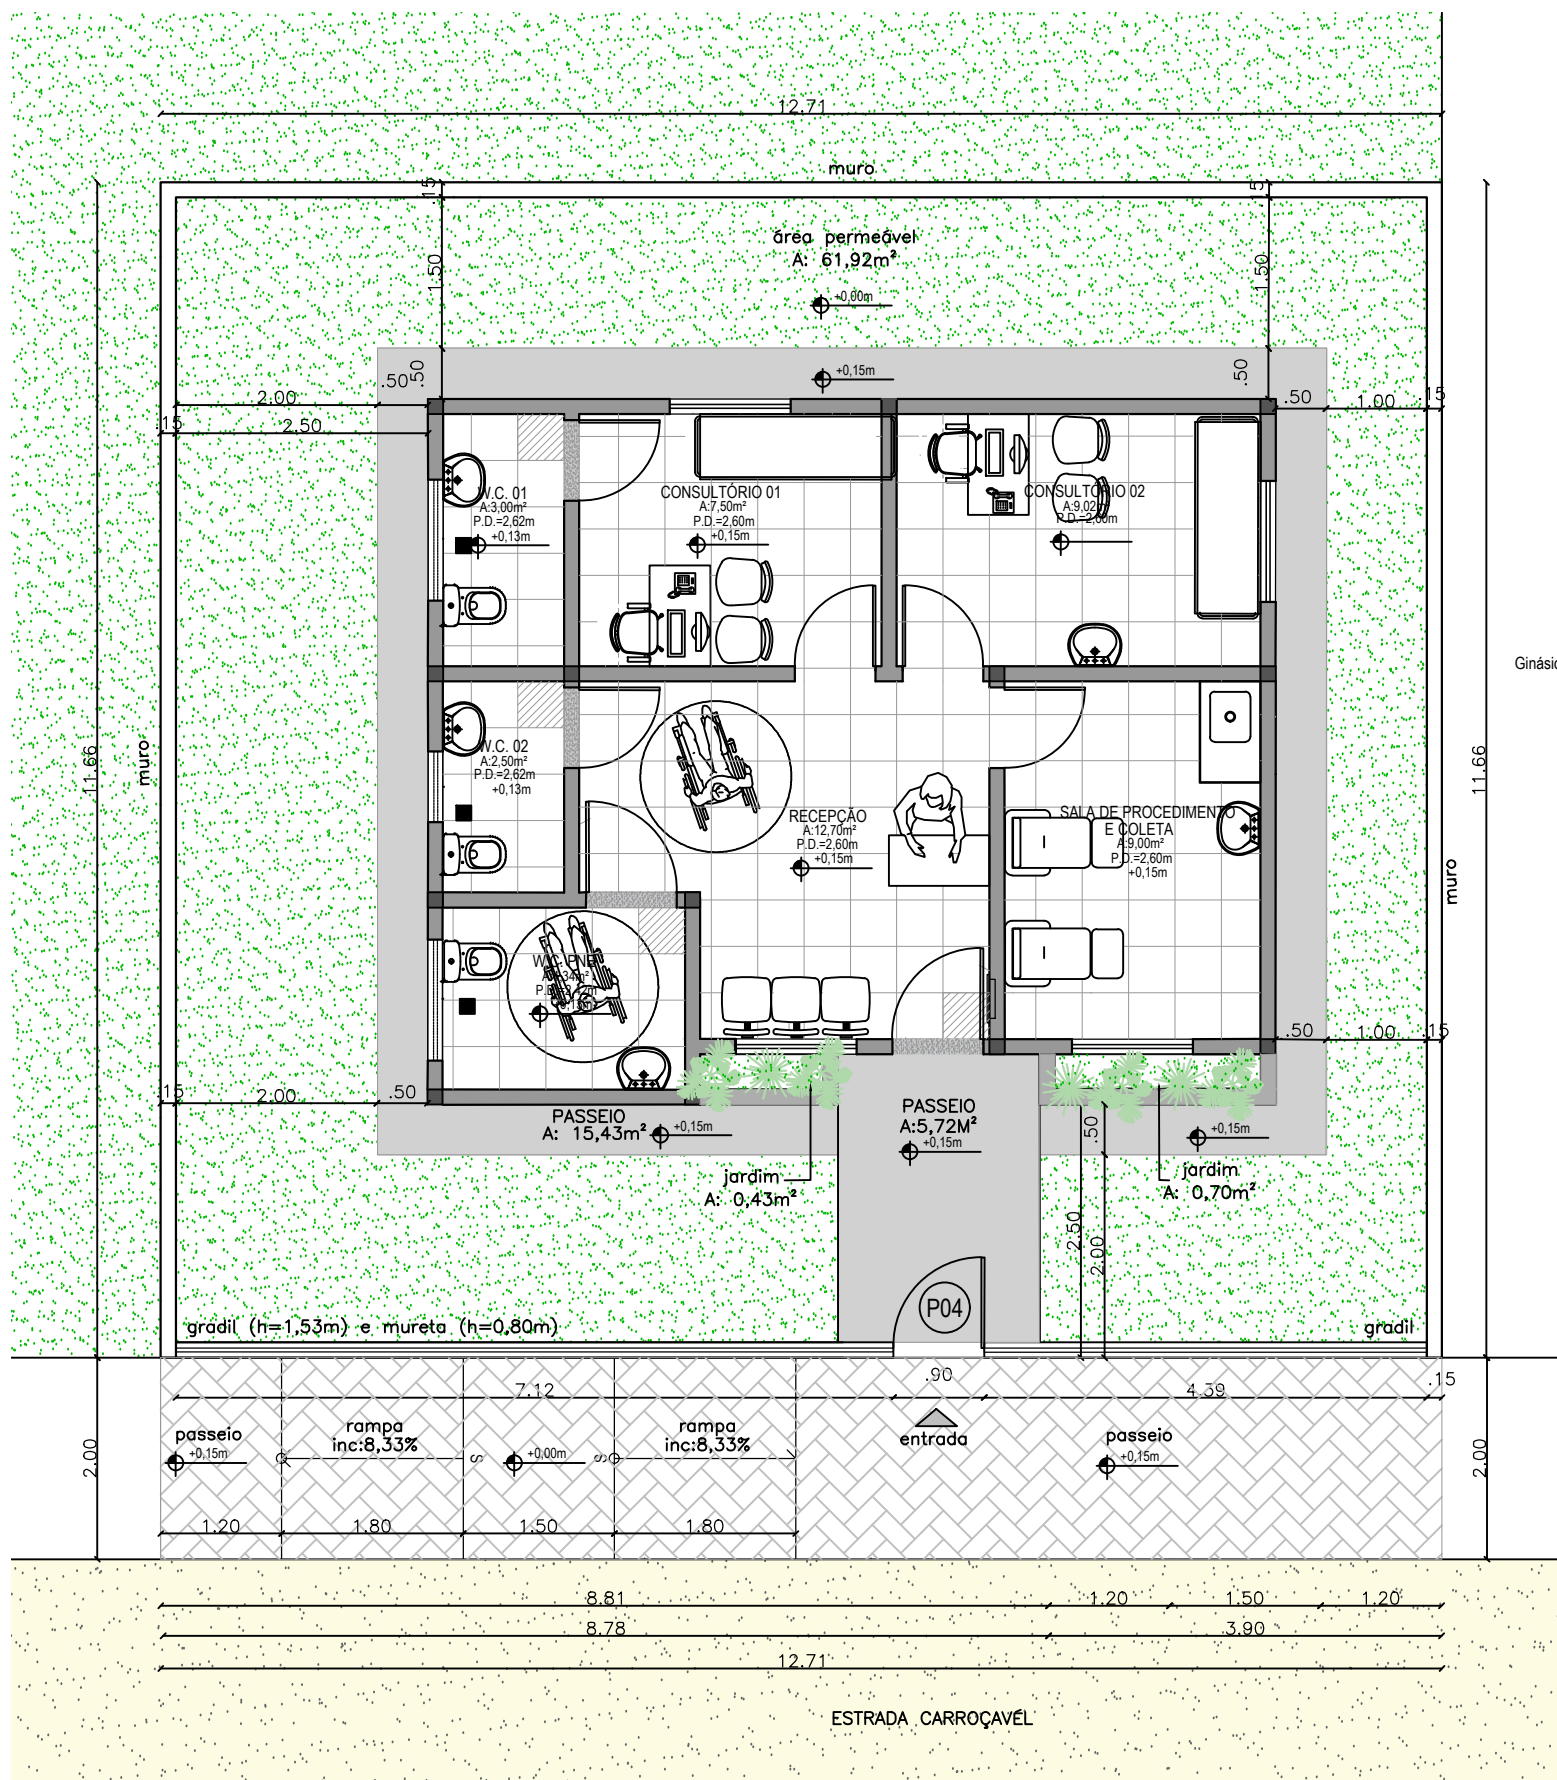 12.71
muro
.15
.15
área permeável
A: 61,92m²
1.50
1.50
+0,00m
+0,15m
.50
.50
.50
2.00
.50
1.00
.15
.15
2.50
W.C. 01
A:3,00m²
P.D.=2,62m
+0,13m
CONSULTÓRIO 01
A:7,50m²
P.D.=2,60m
+0,15m
CONSULTÓRIO 02
A:9,02m²
P.D.=2,60m
Ginásio
11.66
muro
W.C. 02
A:2,50m²
P.D.=2,62m
+0,13m
RECEPÇÃO
A:12,70m²
P.D.=2,60m
+0,15m
SALA DE PROCEDIMENTO
E COLETA
A:9,00m²
P.D.=2,60m
+0,15m
11.66
muro
W.C. PNE
.50
1.00
.15
.15
2.00
.50
PASSEIO
A: 15,43m²
+0,15m
PASSEIO
A:5,72M²
+0,15m
.50
+0,15m
jardim
A: 0,43m²
jardim
A: 0,70m²
2.50
2.00
P04
gradil (h=1,53m) e mureta (h=0,80m)
gradil
7.12
.90
4.39
.15
passeio
+0,15m
rampa
inc:8,33%
S
+0,00m
S
rampa
inc:8,33%
entrada
passeio
+0,15m
2.00
2.00
1.20
1.80
1.50
1.80
8.81
1.20
1.50
1.20
8.78
3.90
12.71
ESTRADA CARROÇAVÉL